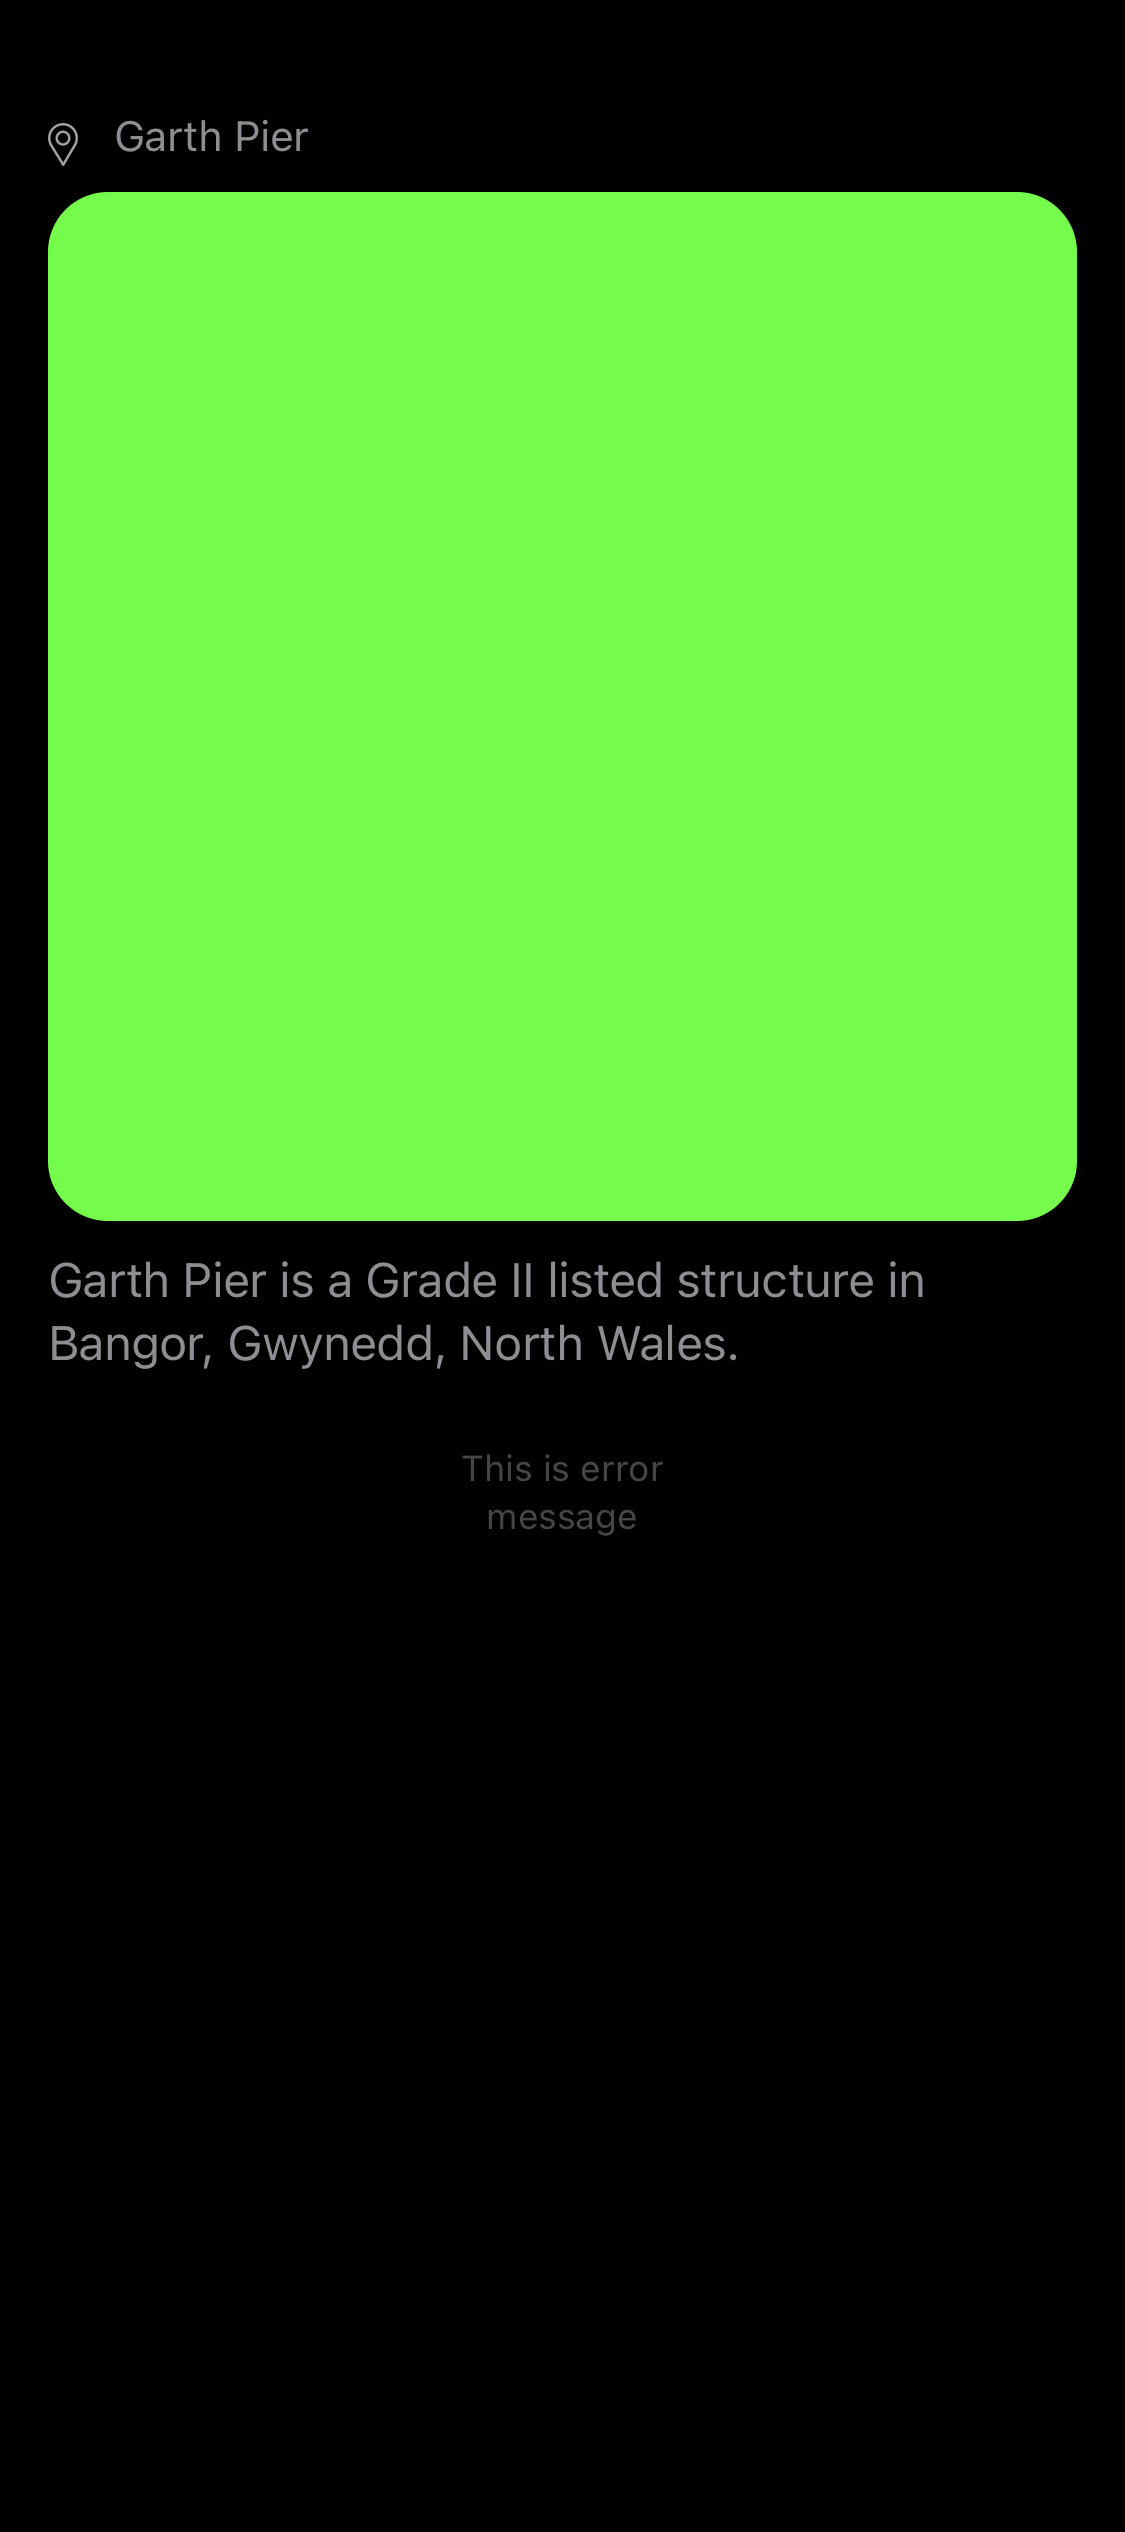 Garth Pier
Garth Pier is a Grade II listed structure in
Bangor, Gwynedd, North Wales.
This is error
message